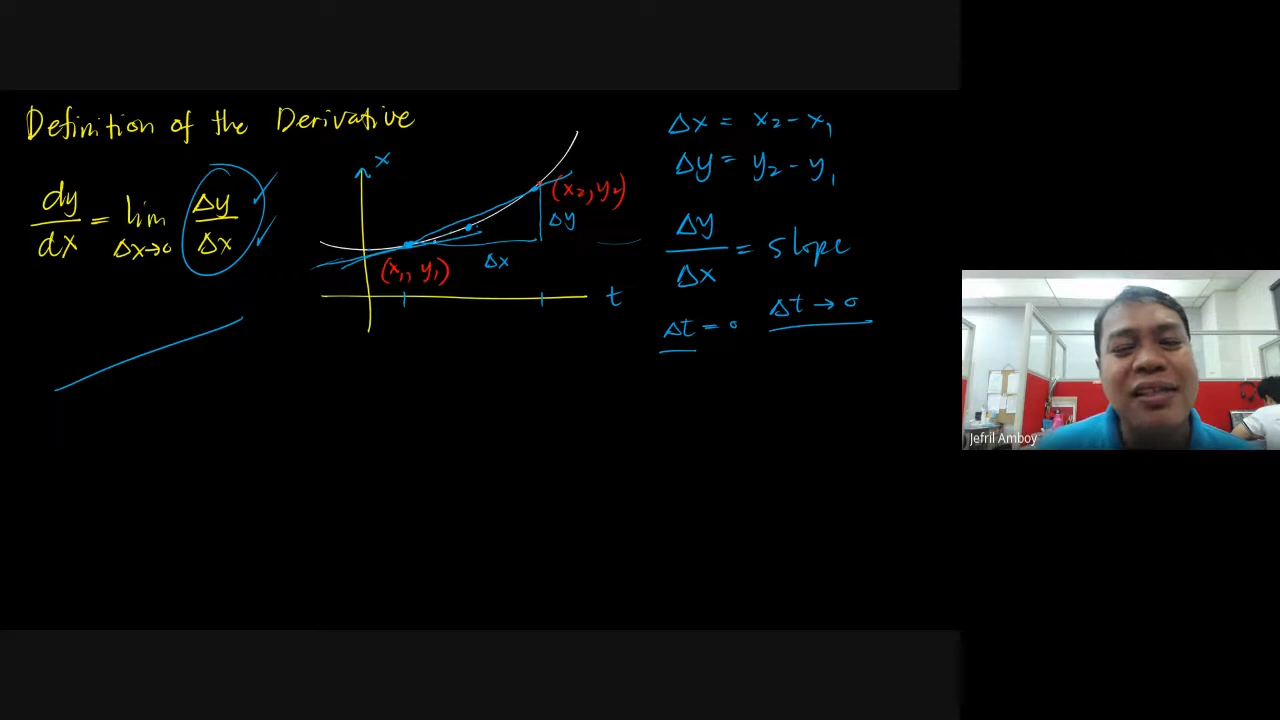 Definition of the Derivative
dy/dx = lim Δx→0 Δy/Δx
x
(x₂, y₂)
Δy
Δx
(x₁, y₁)
t
Δx = x₂ - x₁
Δy = y₂ - y₁
Δy/Δx = slope
Δt = 0
Δt → 0
Jefril Amboy